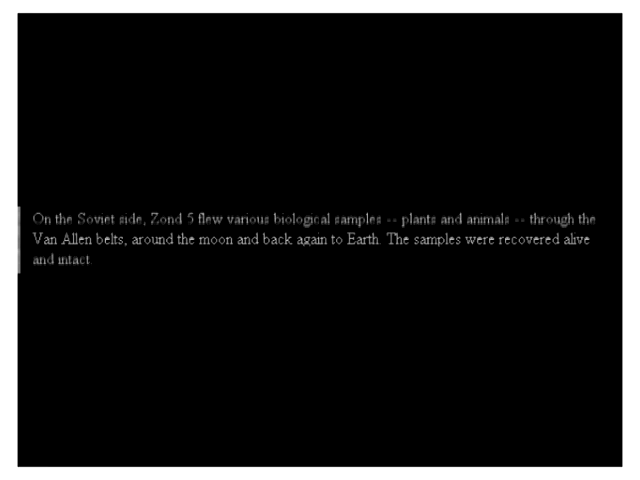 On the Soviet side, Zond 5 flew various biological samples -- plants and animals -- through the
Van Allen belts, around the moon and back again to Earth. The samples were recovered alive
and intact.